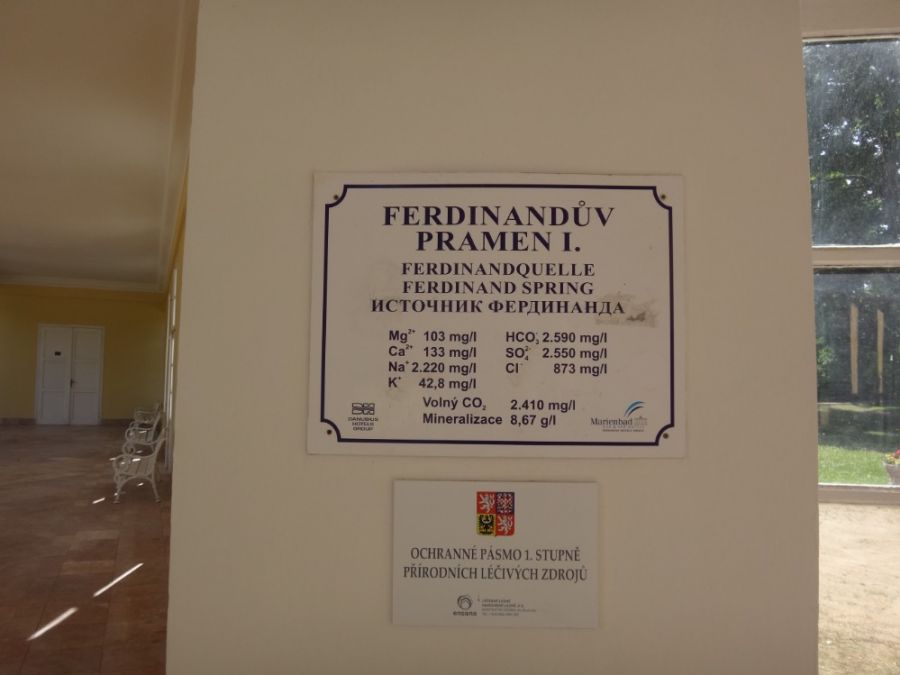 FERDINANDŮV
PRAMEN I.
FERDINANDQUELLE
FERDINAND SPRING
ИСТОЧНИК ФЕРДИНАНДА
Mg²⁺ 103 mg/l HCO₃⁻ 2.590 mg/l
Ca²⁺ 133 mg/l SO₄²⁻ 2.550 mg/l
Na⁺ 2.220 mg/l Cl⁻ 873 mg/l
K⁺ 42,8 mg/l
Volný CO₂ 2.410 mg/l
Mineralizace 8,67 g/l
DANUBIUS
HOTELS
GROUP
Marienbad
OCHRANNÉ PÁSMO 1. STUPNĚ
PŘÍRODNÍCH LÉČIVÝCH ZDROJŮ
ensana